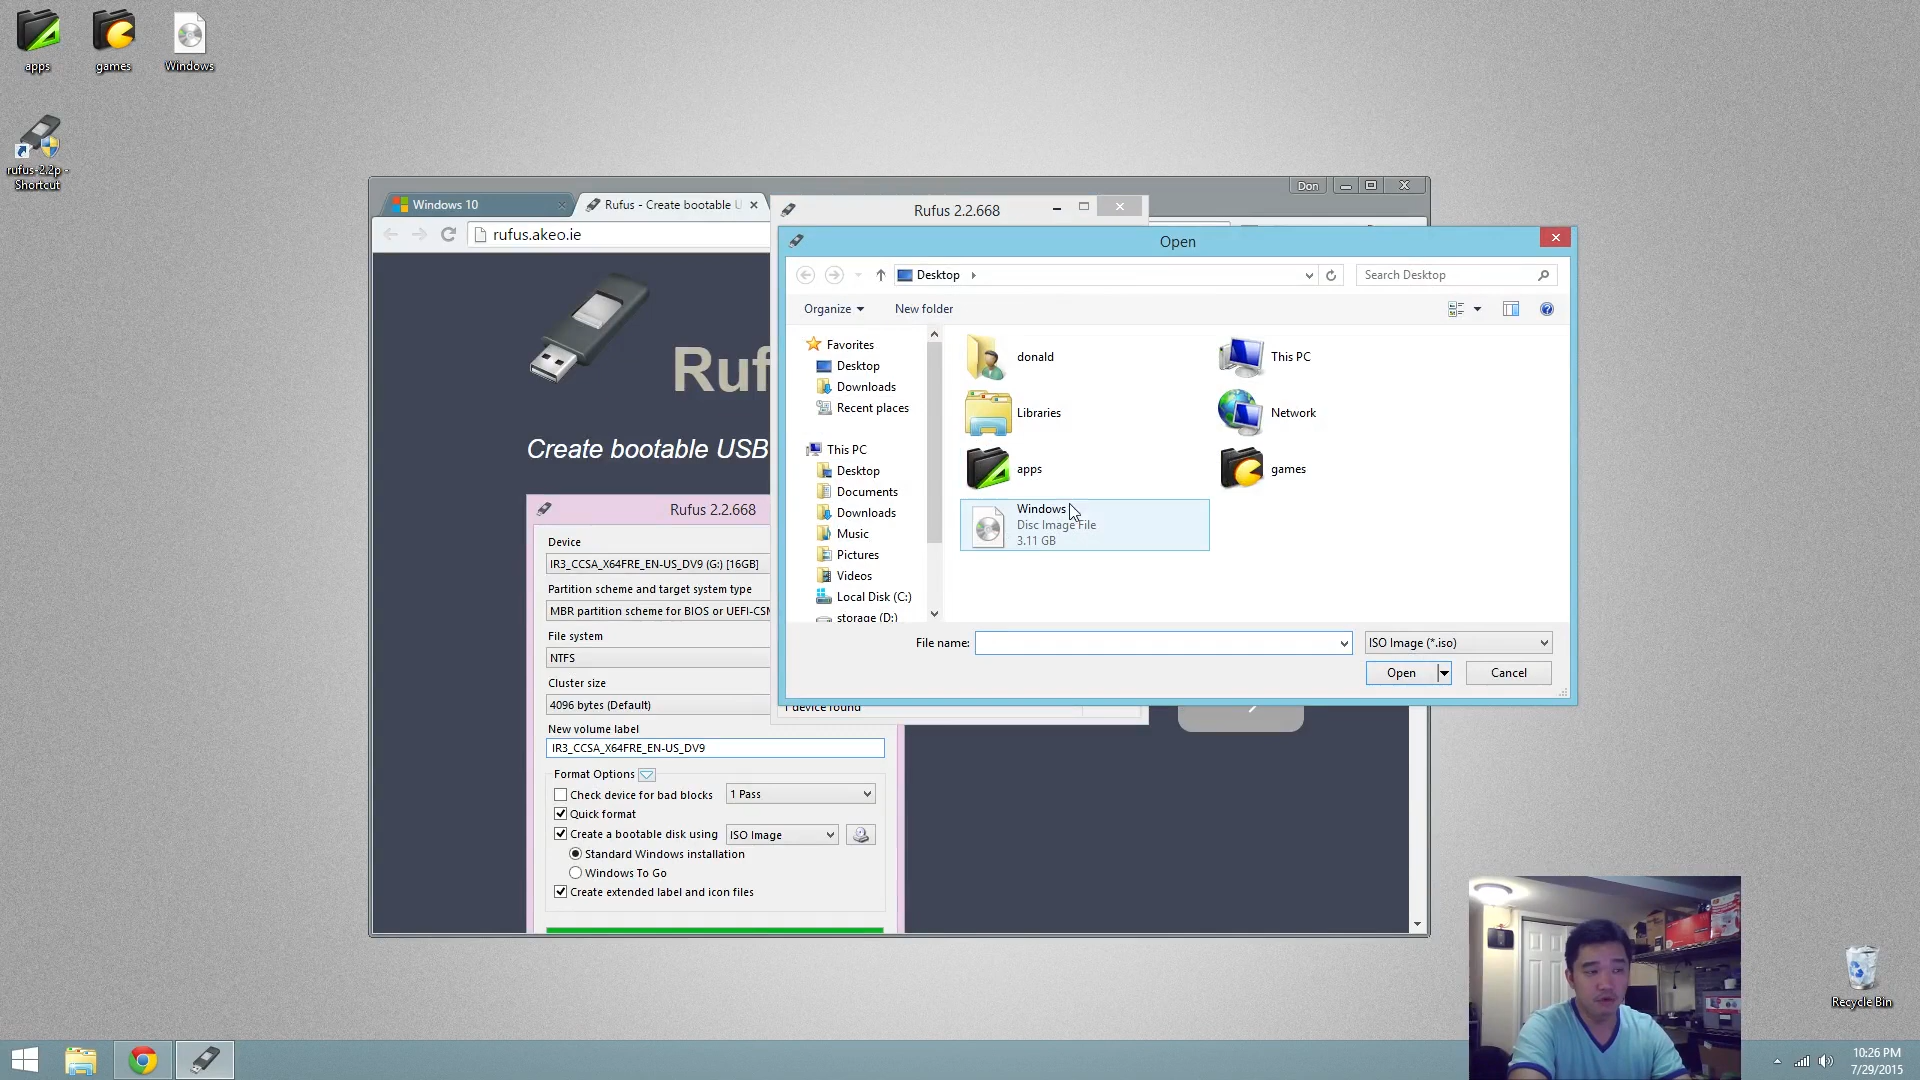 apps
games
Windows
rufus-2.2p -
Shortcut
Don
Windows 10
Rufus - Create bootable U
rufus.akeo.ie
Rufus 2.2.668
Open
Desktop
Search Desktop
Organize
New folder
Favorites
Desktop
Downloads
Recent places
This PC
Desktop
Documents
Downloads
Music
Pictures
Videos
Local Disk (C:)
storage (D:)
donald
This PC
Libraries
Network
apps
games
Windows
Disc Image File
3.11 GB
File name:
ISO Image (*.iso)
Open
Cancel
1 device found
Ruf
Create bootable USB
Rufus 2.2.668
Device
IR3_CCSA_X64FRE_EN-US_DV9 (G:) [16GB]
Partition scheme and target system type
MBR partition scheme for BIOS or UEFI-CSM
File system
NTFS
Cluster size
4096 bytes (Default)
New volume label
IR3_CCSA_X64FRE_EN-US_DV9
Format Options
Check device for bad blocks
1 Pass
Quick format
Create a bootable disk using
ISO Image
Standard Windows installation
Windows To Go
Create extended label and icon files
Recycle Bin
10:26 PM
7/29/2015